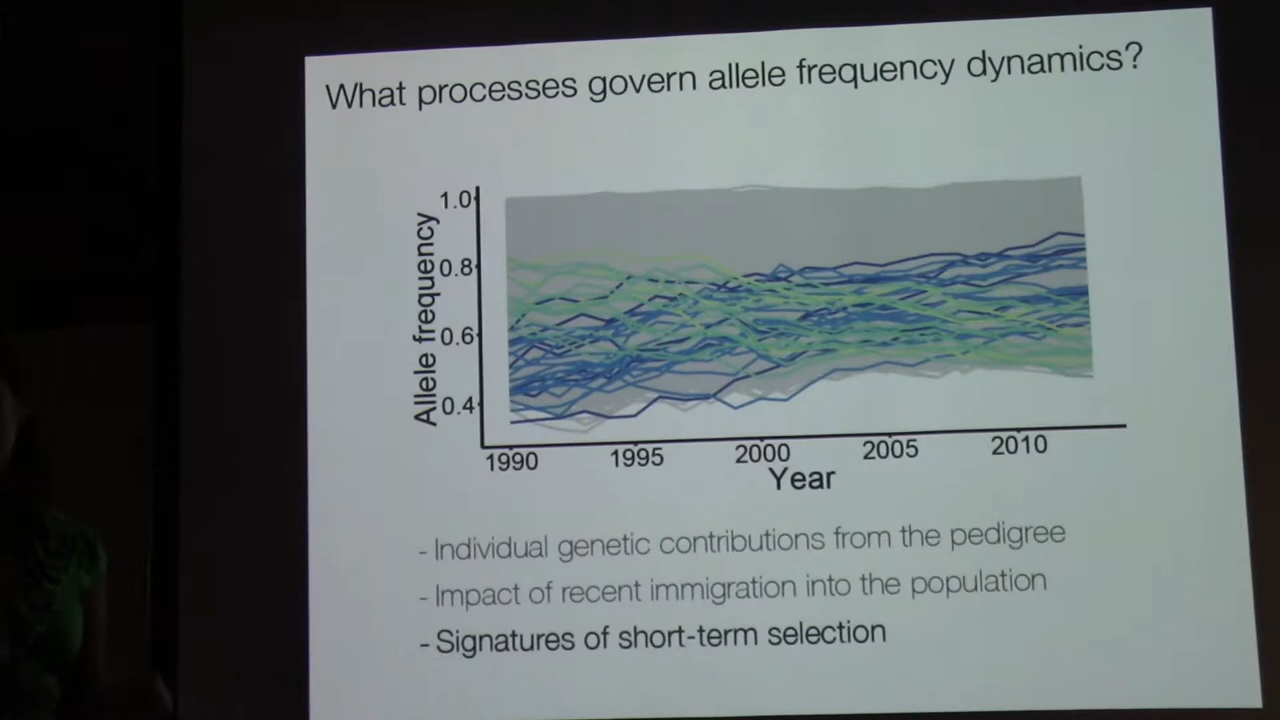 What processes govern allele frequency dynamics?
Allele frequency
1.0
0.8
0.6
0.4
1990 1995 2000 2005 2010
Year
- Individual genetic contributions from the pedigree
- Impact of recent immigration into the population
- Signatures of short-term selection